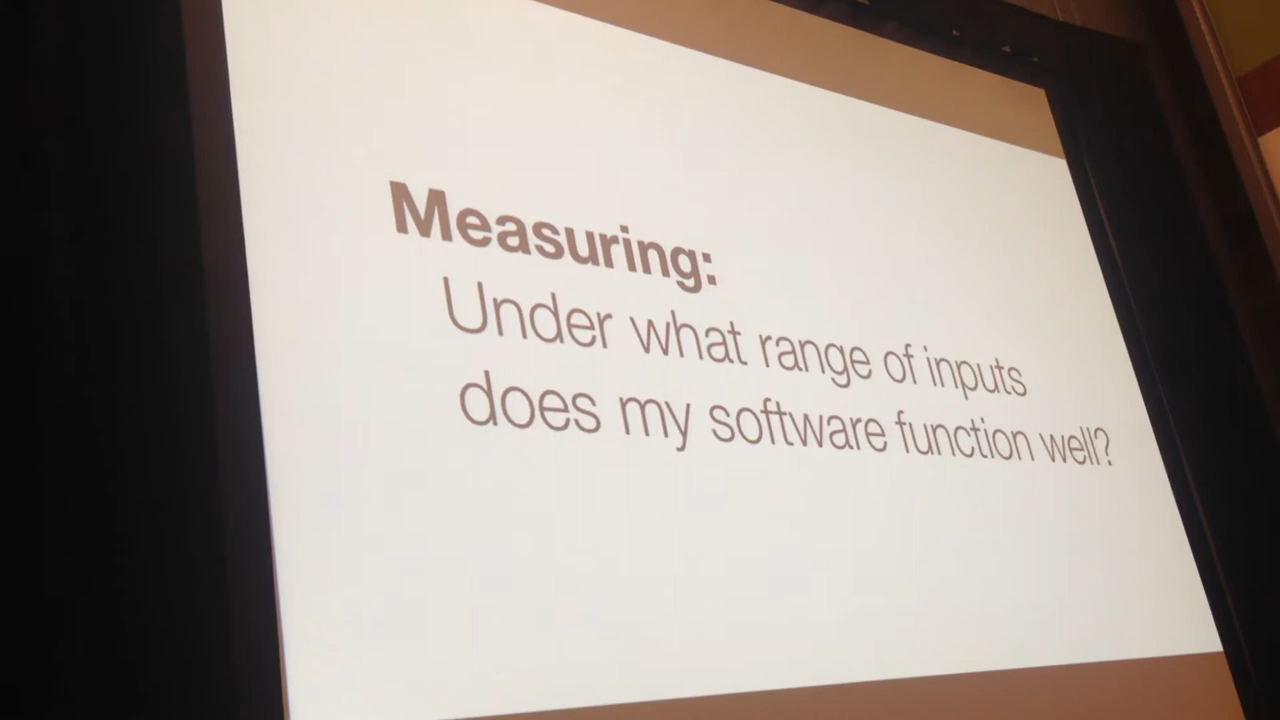 Measuring:
Under what range of inputs
does my software function well?